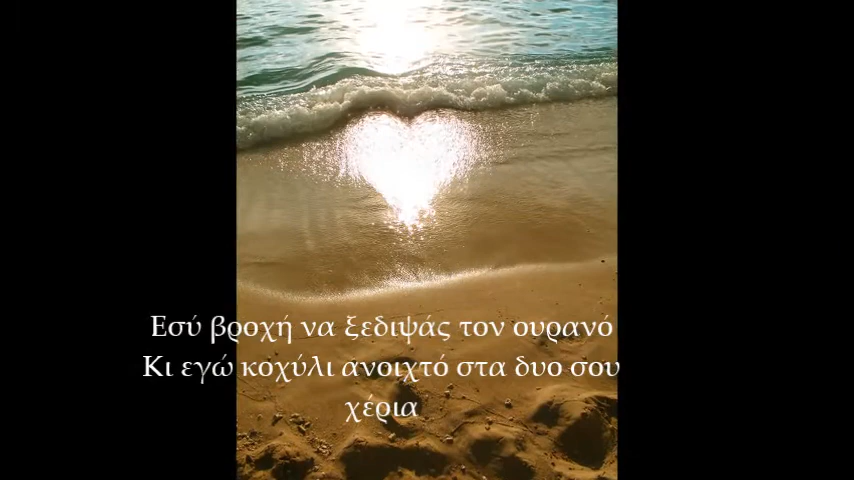 Εσύ βροχή να ξεδιψάς τον ουρανό
Κι εγώ κοχύλι ανοιχτό στα δυο σου
χέρια